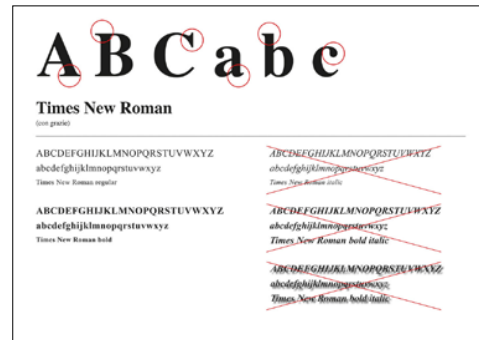 A B C a b c
Times New Roman
(con grazie)
ABCDEFGHIJKLMNOPQRSTUVWXYZ
abcdefghijklmnopqrstuvwxyz
Times New Roman regular
ABCDEFGHIJKLMNOPQRSTUVWXYZ
abcdefghijklmnopqrstuvwxyz
Times New Roman bold
ABCDEFGHIJKLMNOPQRSTUVWXYZ
abcdefghijklmnopqrstuvwxyz
Times New Roman italic
ABCDEFGHIJKLMNOPQRSTUVWXYZ
abcdefghijklmnopqrstuvwxyz
Times New Roman bold italic
ABCDEFGHIJKLMNOPQRSTUVWXYZ
abcdefghijklmnopqrstuvwxyz
Times New Roman bold italic